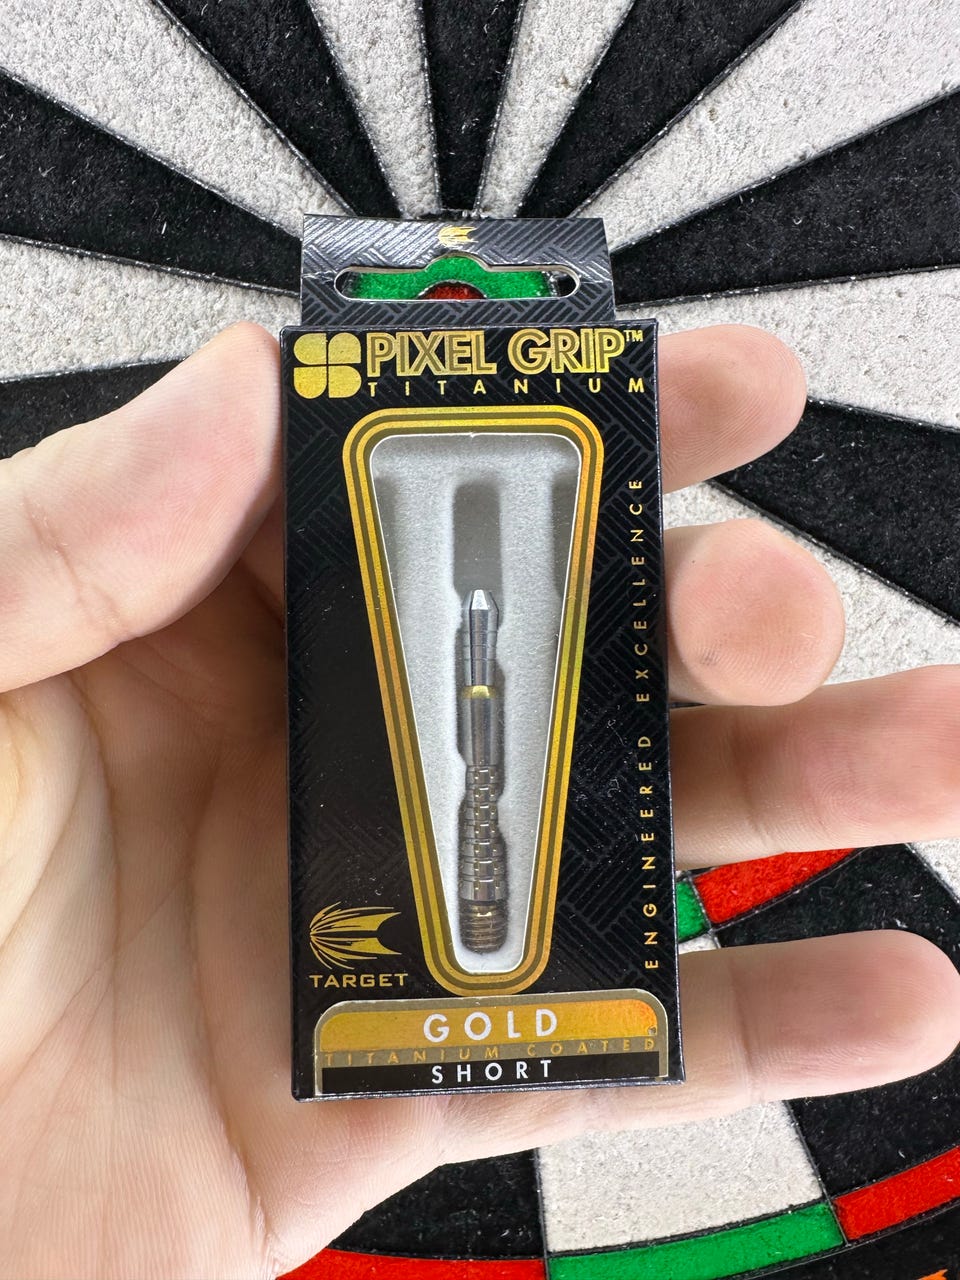 PIXEL GRIP™
TITANIUM
ENGINEERED EXCELLENCE
TARGET
GOLD
TITANIUM COATED
SHORT